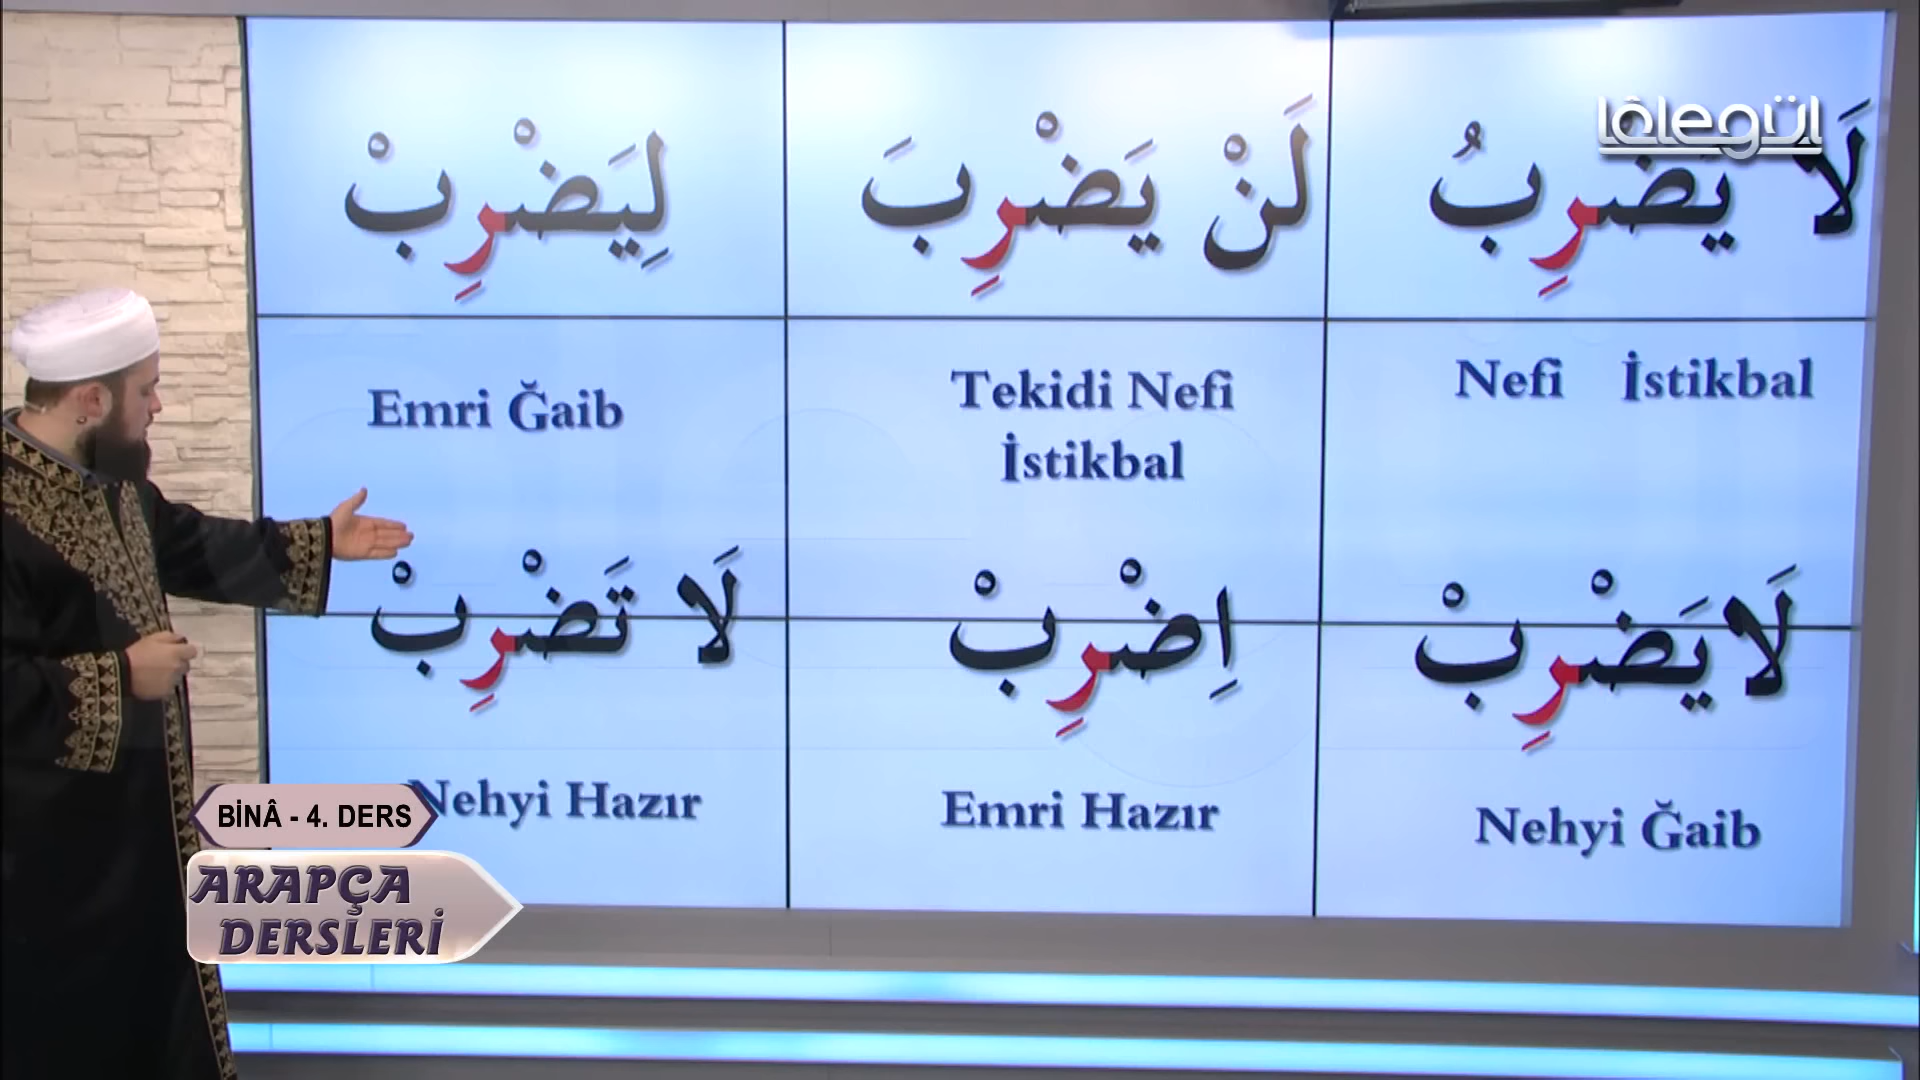 lâlegül
لَا يَضْرِبُ
لَنْ يَضْرِبَ
لِيَضْرِبْ
Nefi İstikbal
Tekidi Nefi
İstikbal
Emri Ğaib
لَا يَضْرِبْ
اِضْرِبْ
لَا تَضْرِبْ
Nehyi Ğaib
Emri Hazır
Nehyi Hazır
BİNÂ - 4. DERS
ARAPÇA
DERSLERİ